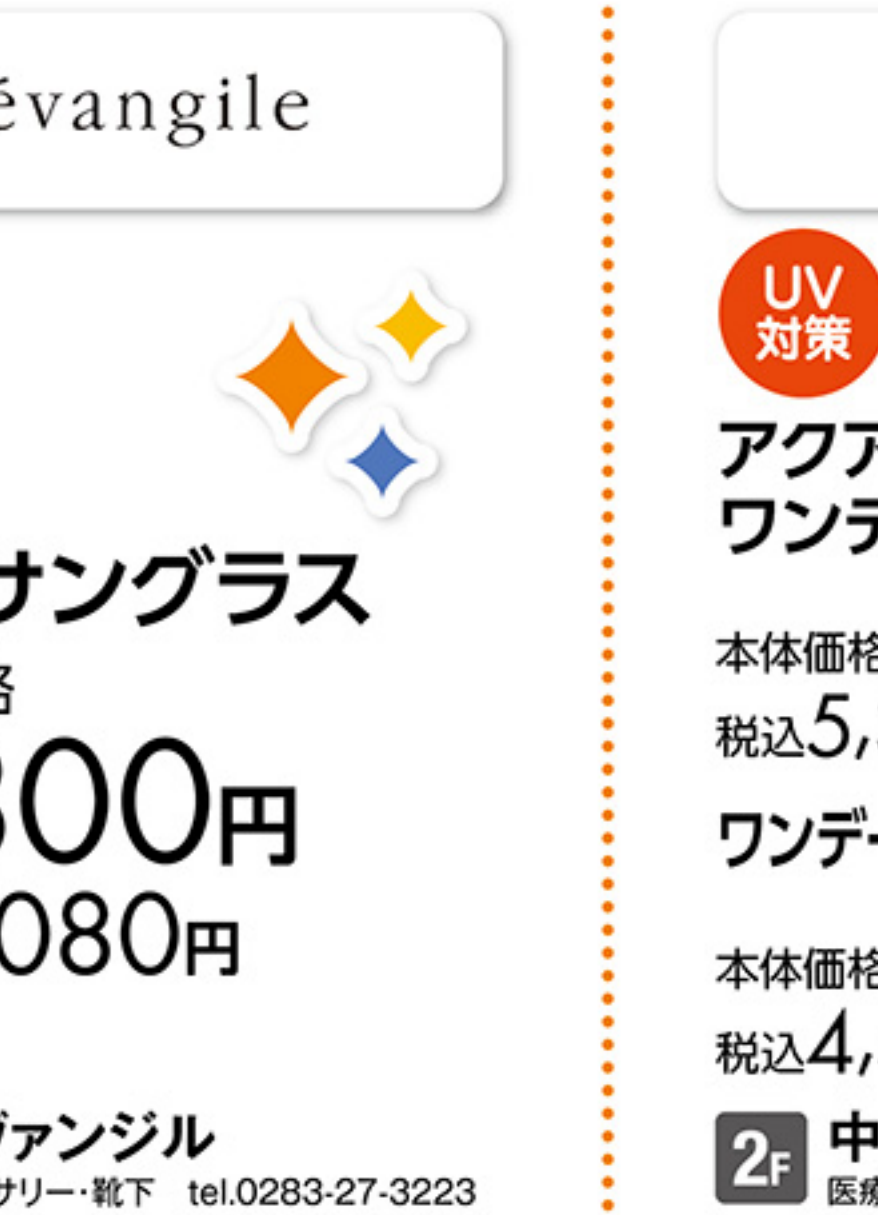 évangile
サングラス
格
800円
080円
ヴァンジル
サリー・靴下 tel.0283-27-3223
UV
対策
アクア
ワンデ
本体価格
税込5,
ワンデー
本体価格
税込4,
2F 中
医療